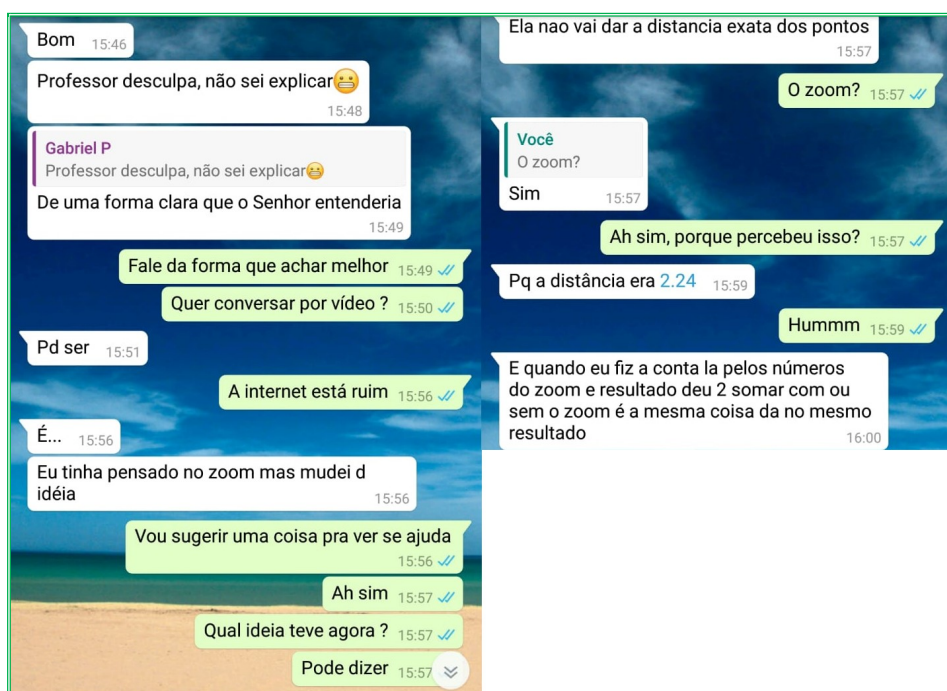 Bom 15:46
Professor desculpa, não sei explicar😬
15:48
Gabriel P
Professor desculpa, não sei explicar😬
De uma forma clara que o Senhor entenderia
15:49
Fale da forma que achar melhor 15:49
Quer conversar por vídeo ? 15:50
Pd ser 15:51
A internet está ruim 15:56
É... 15:56
Eu tinha pensado no zoom mas mudei d
idéia 15:56
Vou sugerir uma coisa pra ver se ajuda
15:56
Ah sim 15:57
Qual ideia teve agora ? 15:57
Pode dizer 15:57
Ela nao vai dar a distancia exata dos pontos
15:57
O zoom? 15:57
Você
O zoom?
Sim 15:57
Ah sim, porque percebeu isso? 15:57
Pq a distância era 2.24 15:59
Hummm 15:59
E quando eu fiz a conta la pelos números
do zoom e resultado deu 2 somar com ou
sem o zoom é a mesma coisa da no mesmo
resultado 16:00